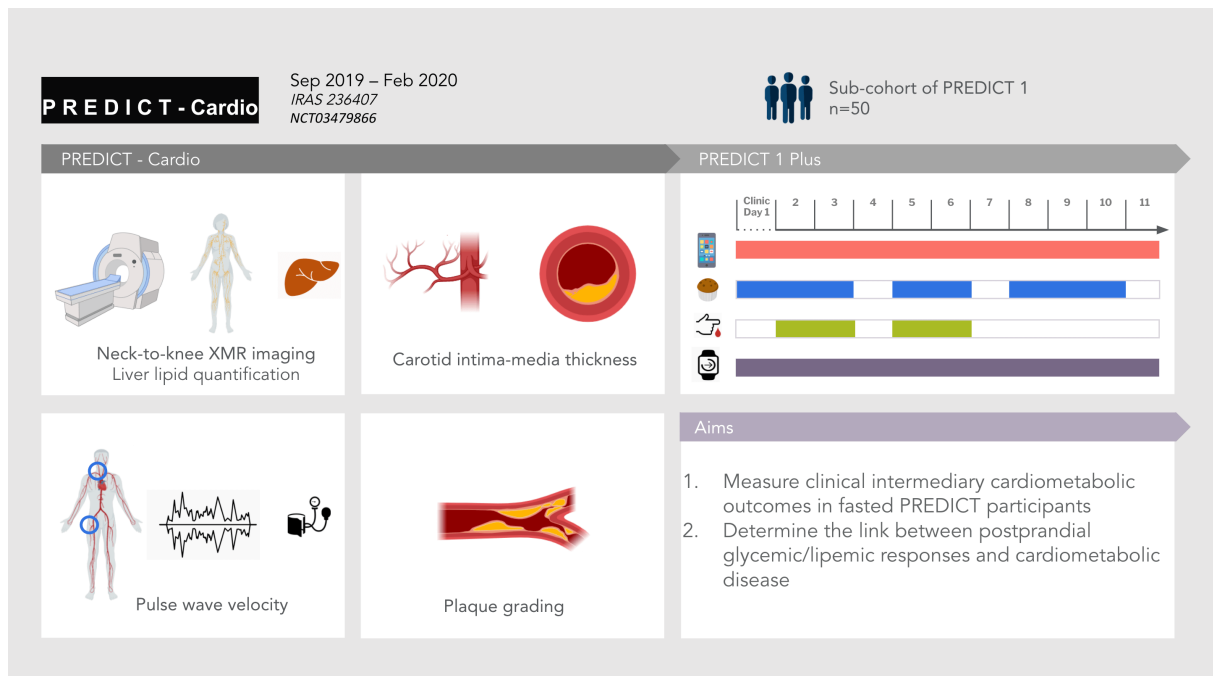 PREDICT - Cardio
Sep 2019 – Feb 2020
IRAS 236407
NCT03479866
Sub-cohort of PREDICT 1
n=50
PREDICT - Cardio
PREDICT 1 Plus
Neck-to-knee XMR imaging
Liver lipid quantification
Carotid intima-media thickness
Clinic
Day 1
2 3 4 5 6 7 8 9 10 11
Pulse wave velocity
Plaque grading
Aims
1. Measure clinical intermediary cardiometabolic
outcomes in fasted PREDICT participants
2. Determine the link between postprandial
glycemic/lipemic responses and cardiometabolic
disease